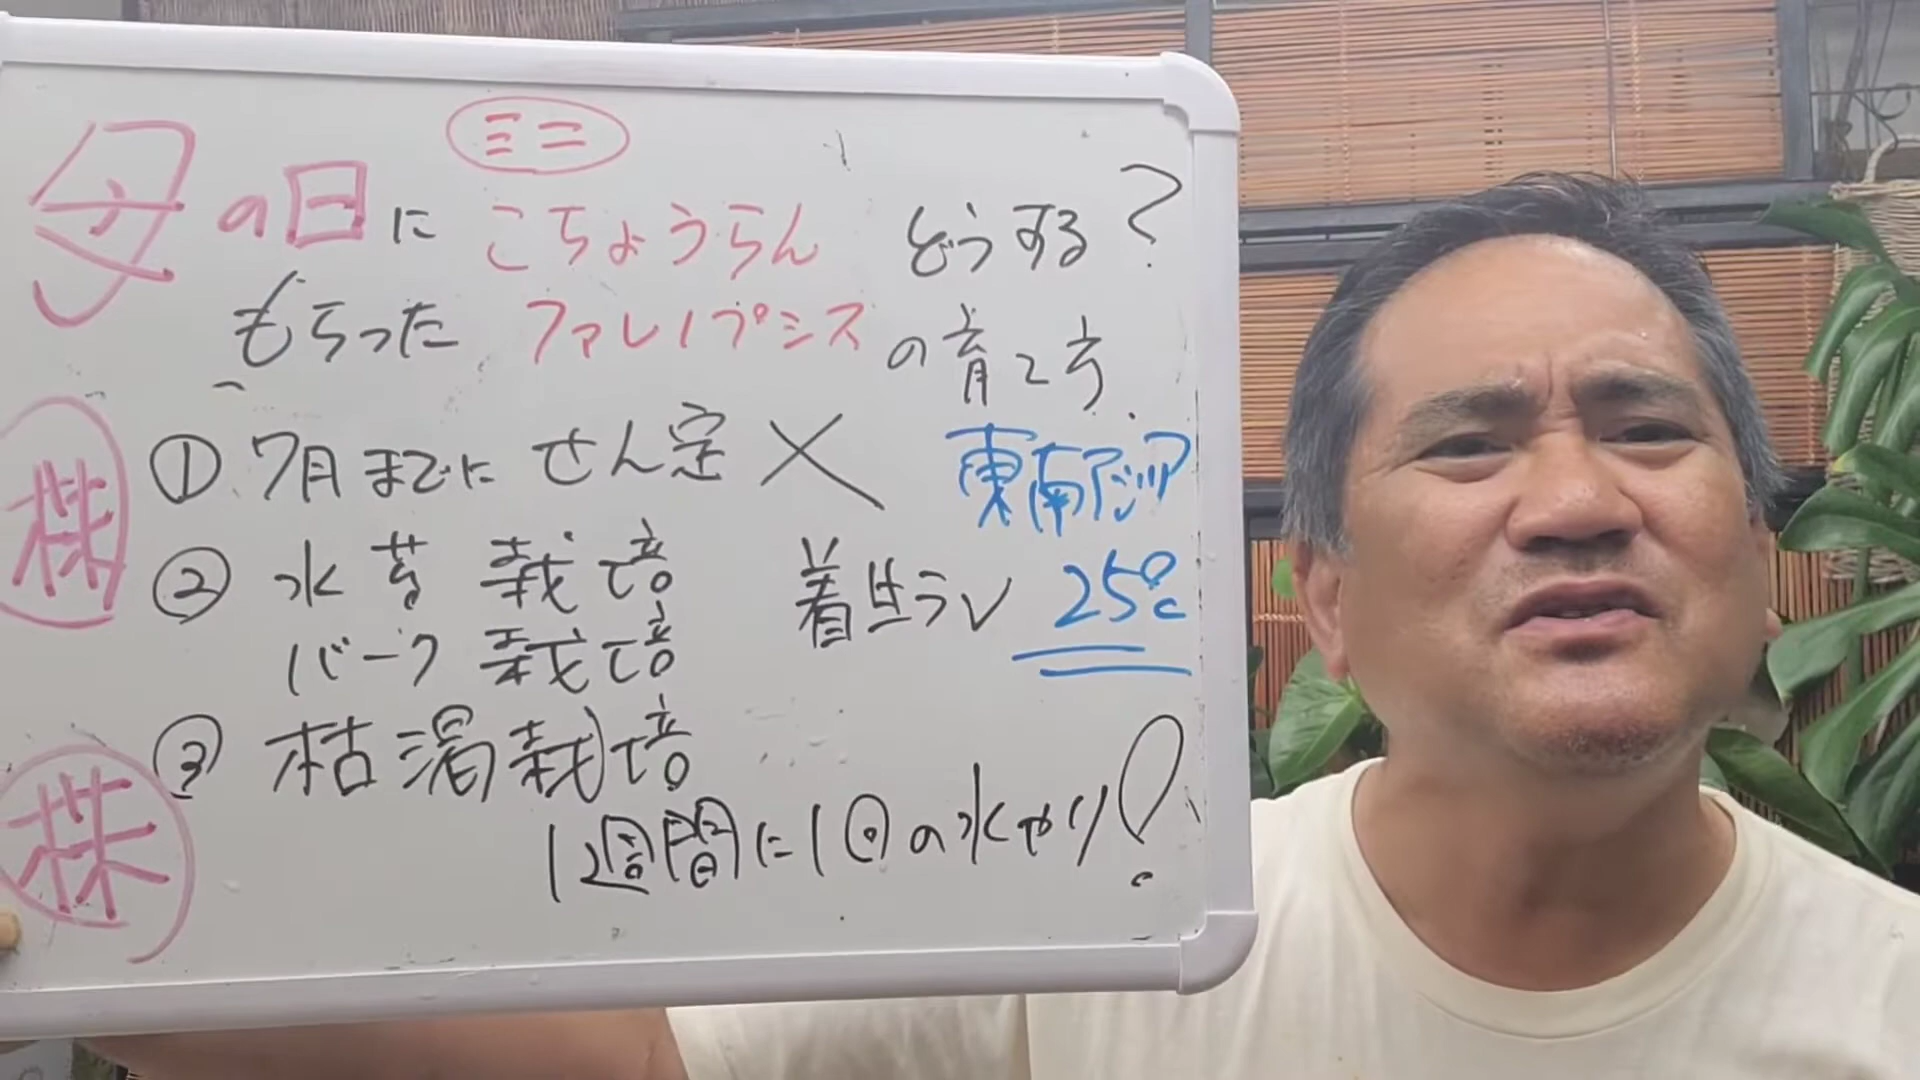 ミニ
母の日に こちょうらん どうする?
もらった ファレノプシス の育て方
株
① 7月までに せん定 ✕
東南アジア
② 水苔 栽培
着生ラン 25℃
バーク 栽培
株
③ 枯渇栽培
1週間に1回の水やり!